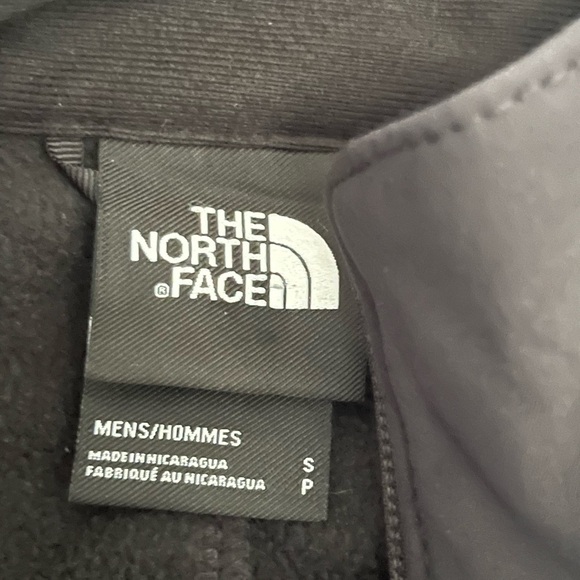 THE
NORTH
®FACE
MENS/HOMMES
MADE IN NICARAGUA S
FABRIQUÉ AU NICARAGUA P